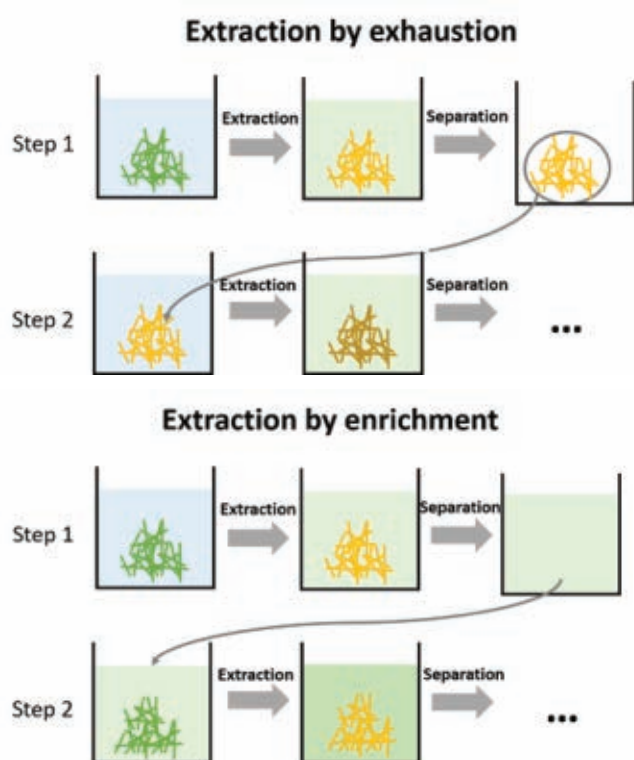 Extraction by exhaustion
Step 1
Extraction
Separation
Step 2
Extraction
Separation
...
Extraction by enrichment
Step 1
Extraction
Separation
Step 2
Extraction
Separation
...